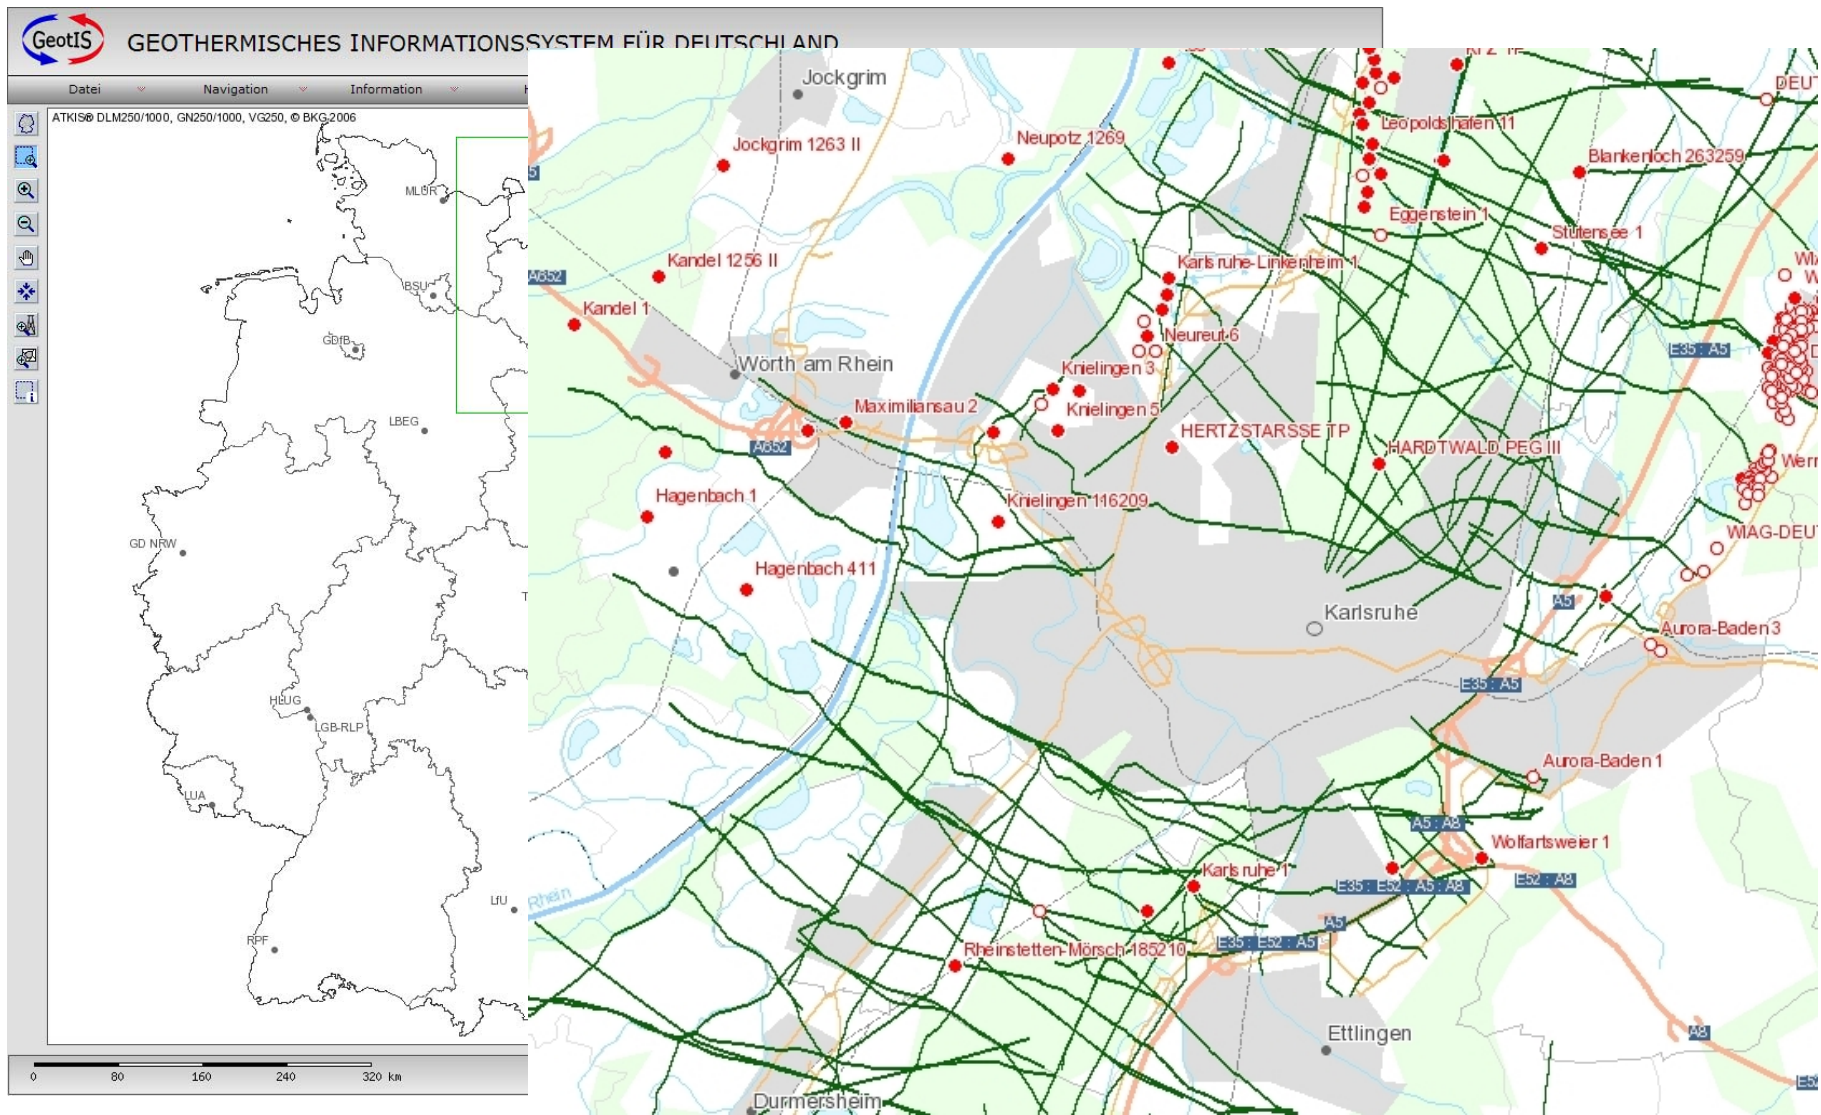 GeotIS
GEOTHERMISCHES INFORMATIONSSYSTEM FÜR DEUTSCHLAND
Datei
Navigation
Information
ATKIS® DLM250/1000, GN250/1000, VG250, © BKG 2006
MLUR
BSU
GDfB
LBEG
GD NRW
HLUG
LGB-RLP
LUA
LfU
RPF
0 80 160 240 320 km
Jockgrim
Jockgrim 1263 II
Neupotz 1269
Leopoldshafen 11
DEUT
Blankenloch 263259
Eggenstein 1
Stutensee 1
Kandel 1256 II
Karlsruhe-Linkenheim 1
A652
Kandel 1
Neureut 6
E35 : A5
Wörth am Rhein
Knielingen 3
Maximiliansau 2
Knielingen 5
HERTZSTARSSE TP
A652
HARDTWALD PEG III
Hagenbach 1
Knielingen 116209
WIAG-DEUT
Hagenbach 411
A5
Karlsruhe
Aurora-Baden 3
E35 : A5
Aurora-Baden 1
A5 : A8
Wolfartsweier 1
Karlsruhe 1
E35 : E52 : A5 : A8
E52 : A8
Rhein
A5
E35 : E52 : A5
Rheinstetten-Mörsch 185210
Ettlingen
A8
Durmersheim